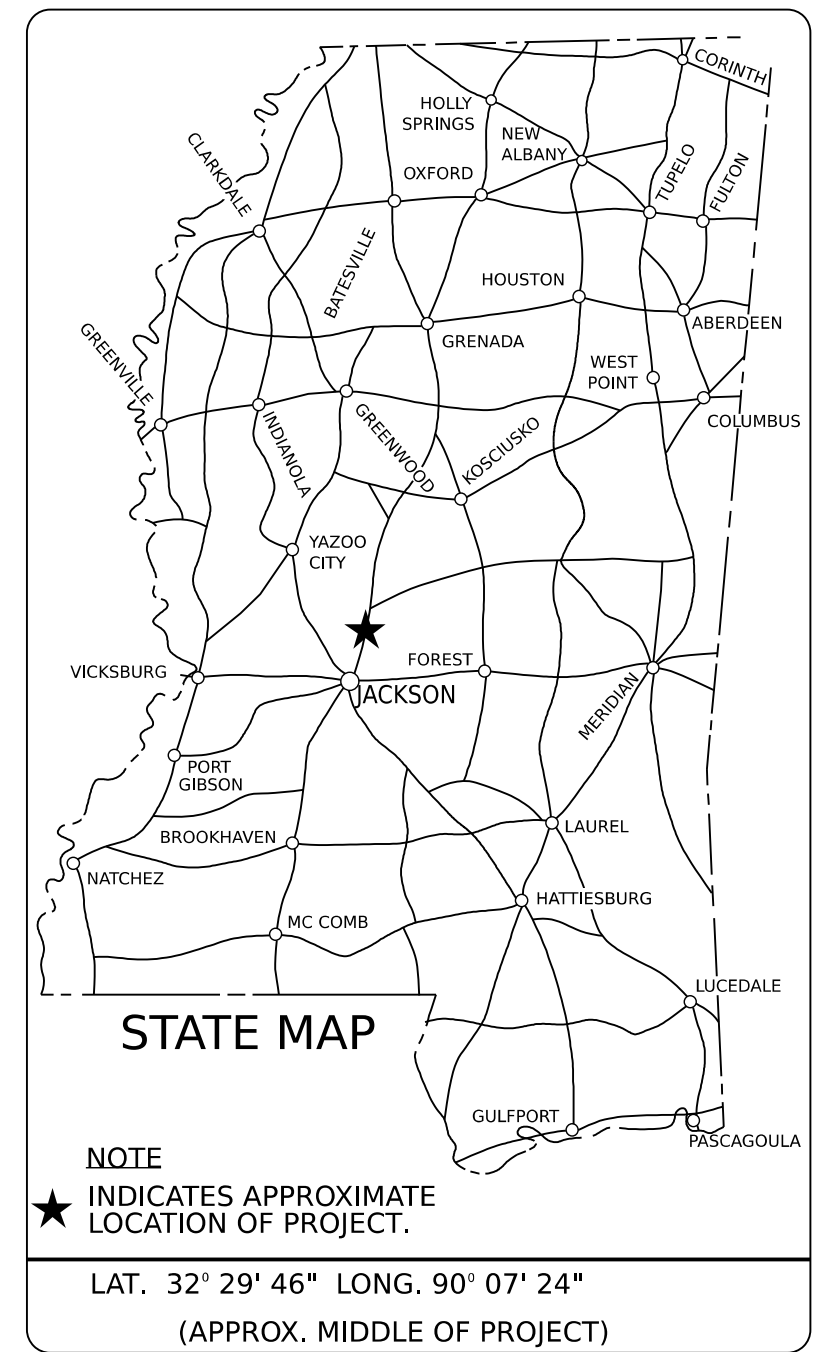 CORINTH
HOLLY
SPRINGS
NEW
ALBANY
CLARKDALE
OXFORD
TUPELO
FULTON
BATESVILLE
HOUSTON
ABERDEEN
GREENVILLE
GRENADA
WEST
POINT
COLUMBUS
INDIANOLA
GREENWOOD
KOSCIUSKO
YAZOO
CITY
VICKSBURG
FOREST
JACKSON
MERIDIAN
PORT
GIBSON
BROOKHAVEN
LAUREL
NATCHEZ
HATTIESBURG
MC COMB
LUCEDALE
STATE MAP
GULFPORT
PASCAGOULA
NOTE
INDICATES APPROXIMATE
LOCATION OF PROJECT.
LAT. 32⁰ 29' 46" LONG. 90⁰ 07' 24"
(APPROX. MIDDLE OF PROJECT)